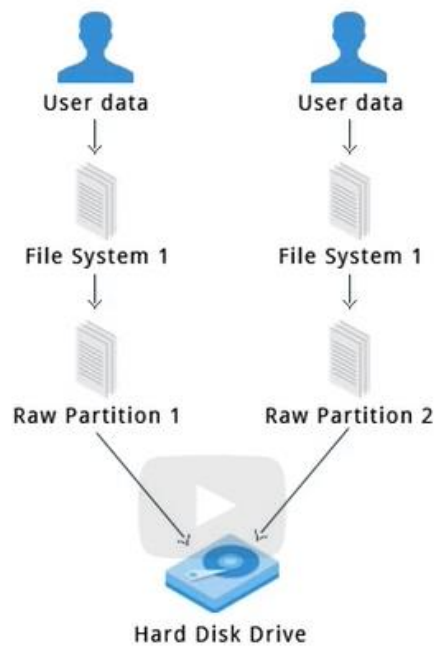 User data
User data
File System 1
File System 1
Raw Partition 1
Raw Partition 2
Hard Disk Drive